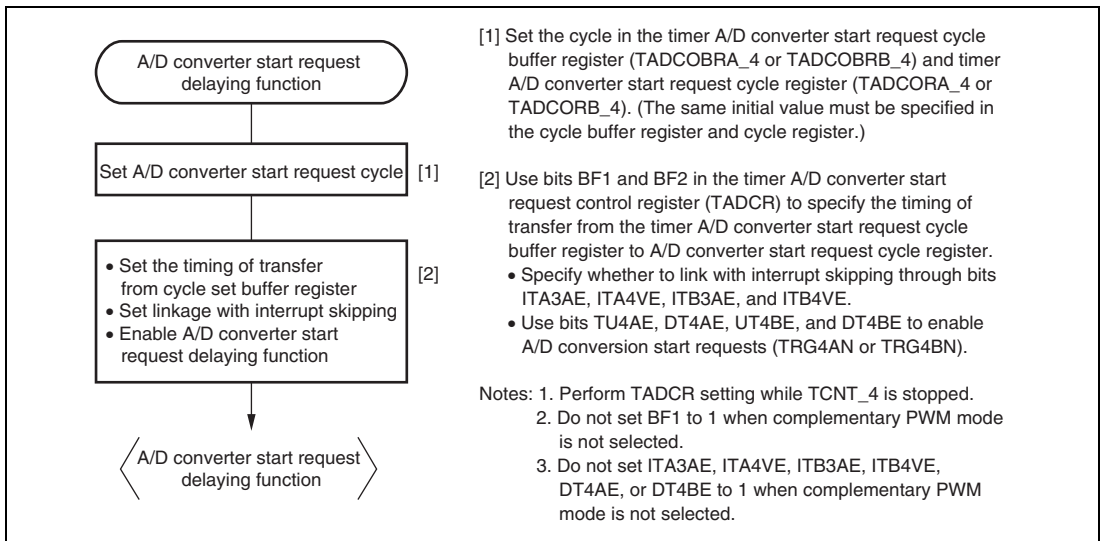 A/D converter start request
delaying function
Set A/D converter start request cycle [1]
• Set the timing of transfer
from cycle set buffer register
• Set linkage with interrupt skipping
• Enable A/D converter start
request delaying function
[2]
A/D converter start request
delaying function
[1] Set the cycle in the timer A/D converter start request cycle
buffer register (TADCOBRA_4 or TADCOBRB_4) and timer
A/D converter start request cycle register (TADCORA_4 or
TADCORB_4). (The same initial value must be specified in
the cycle buffer register and cycle register.)
[2] Use bits BF1 and BF2 in the timer A/D converter start
request control register (TADCR) to specify the timing of
transfer from the timer A/D converter start request cycle
buffer register to A/D converter start request cycle register.
• Specify whether to link with interrupt skipping through bits
ITA3AE, ITA4VE, ITB3AE, and ITB4VE.
• Use bits TU4AE, DT4AE, UT4BE, and DT4BE to enable
A/D conversion start requests (TRG4AN or TRG4BN).
Notes: 1. Perform TADCR setting while TCNT_4 is stopped.
2. Do not set BF1 to 1 when complementary PWM mode
is not selected.
3. Do not set ITA3AE, ITA4VE, ITB3AE, ITB4VE,
DT4AE, or DT4BE to 1 when complementary PWM
mode is not selected.